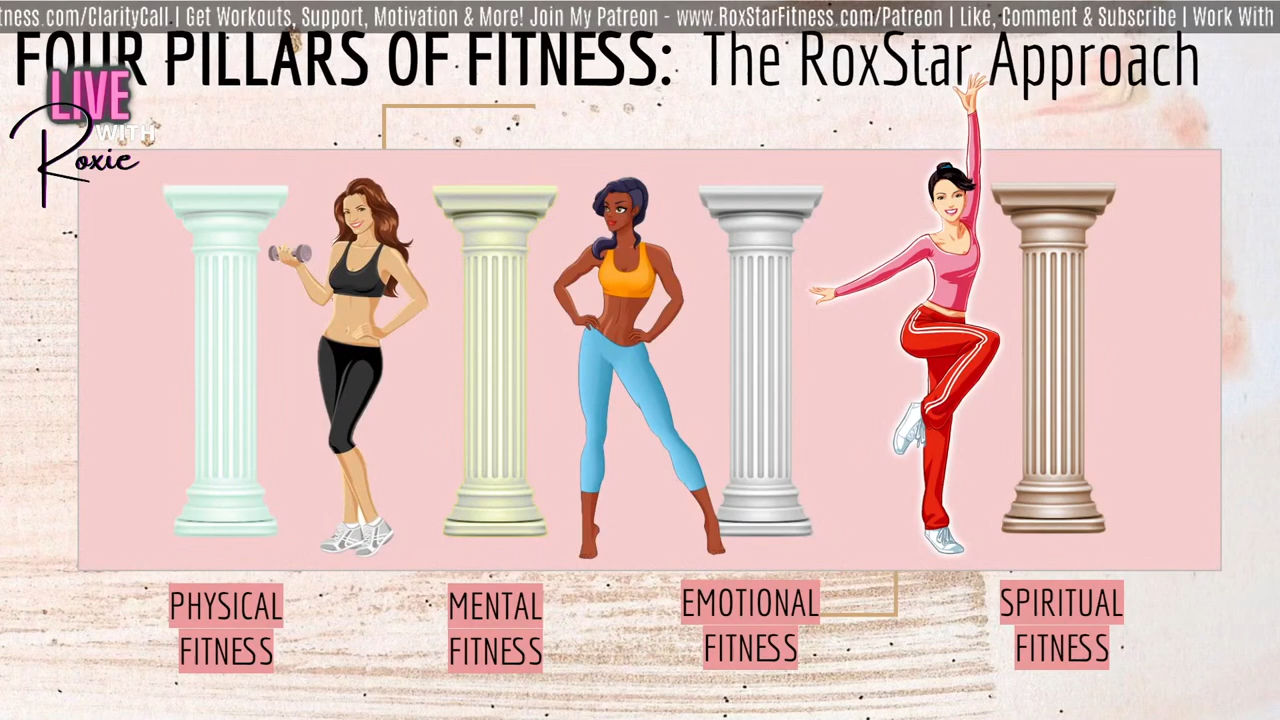 tness.com/ClarityCall | Get Workouts, Support, Motivation & More! Join My Patreon - www.RoxStarFitness.com/Patreon | Like, Comment & Subscribe | Work With
FOUR PILLARS OF FITNESS: The RoxStar Approach
LIVE
WITH
Roxie
PHYSICAL
FITNESS
MENTAL
FITNESS
EMOTIONAL
FITNESS
SPIRITUAL
FITNESS